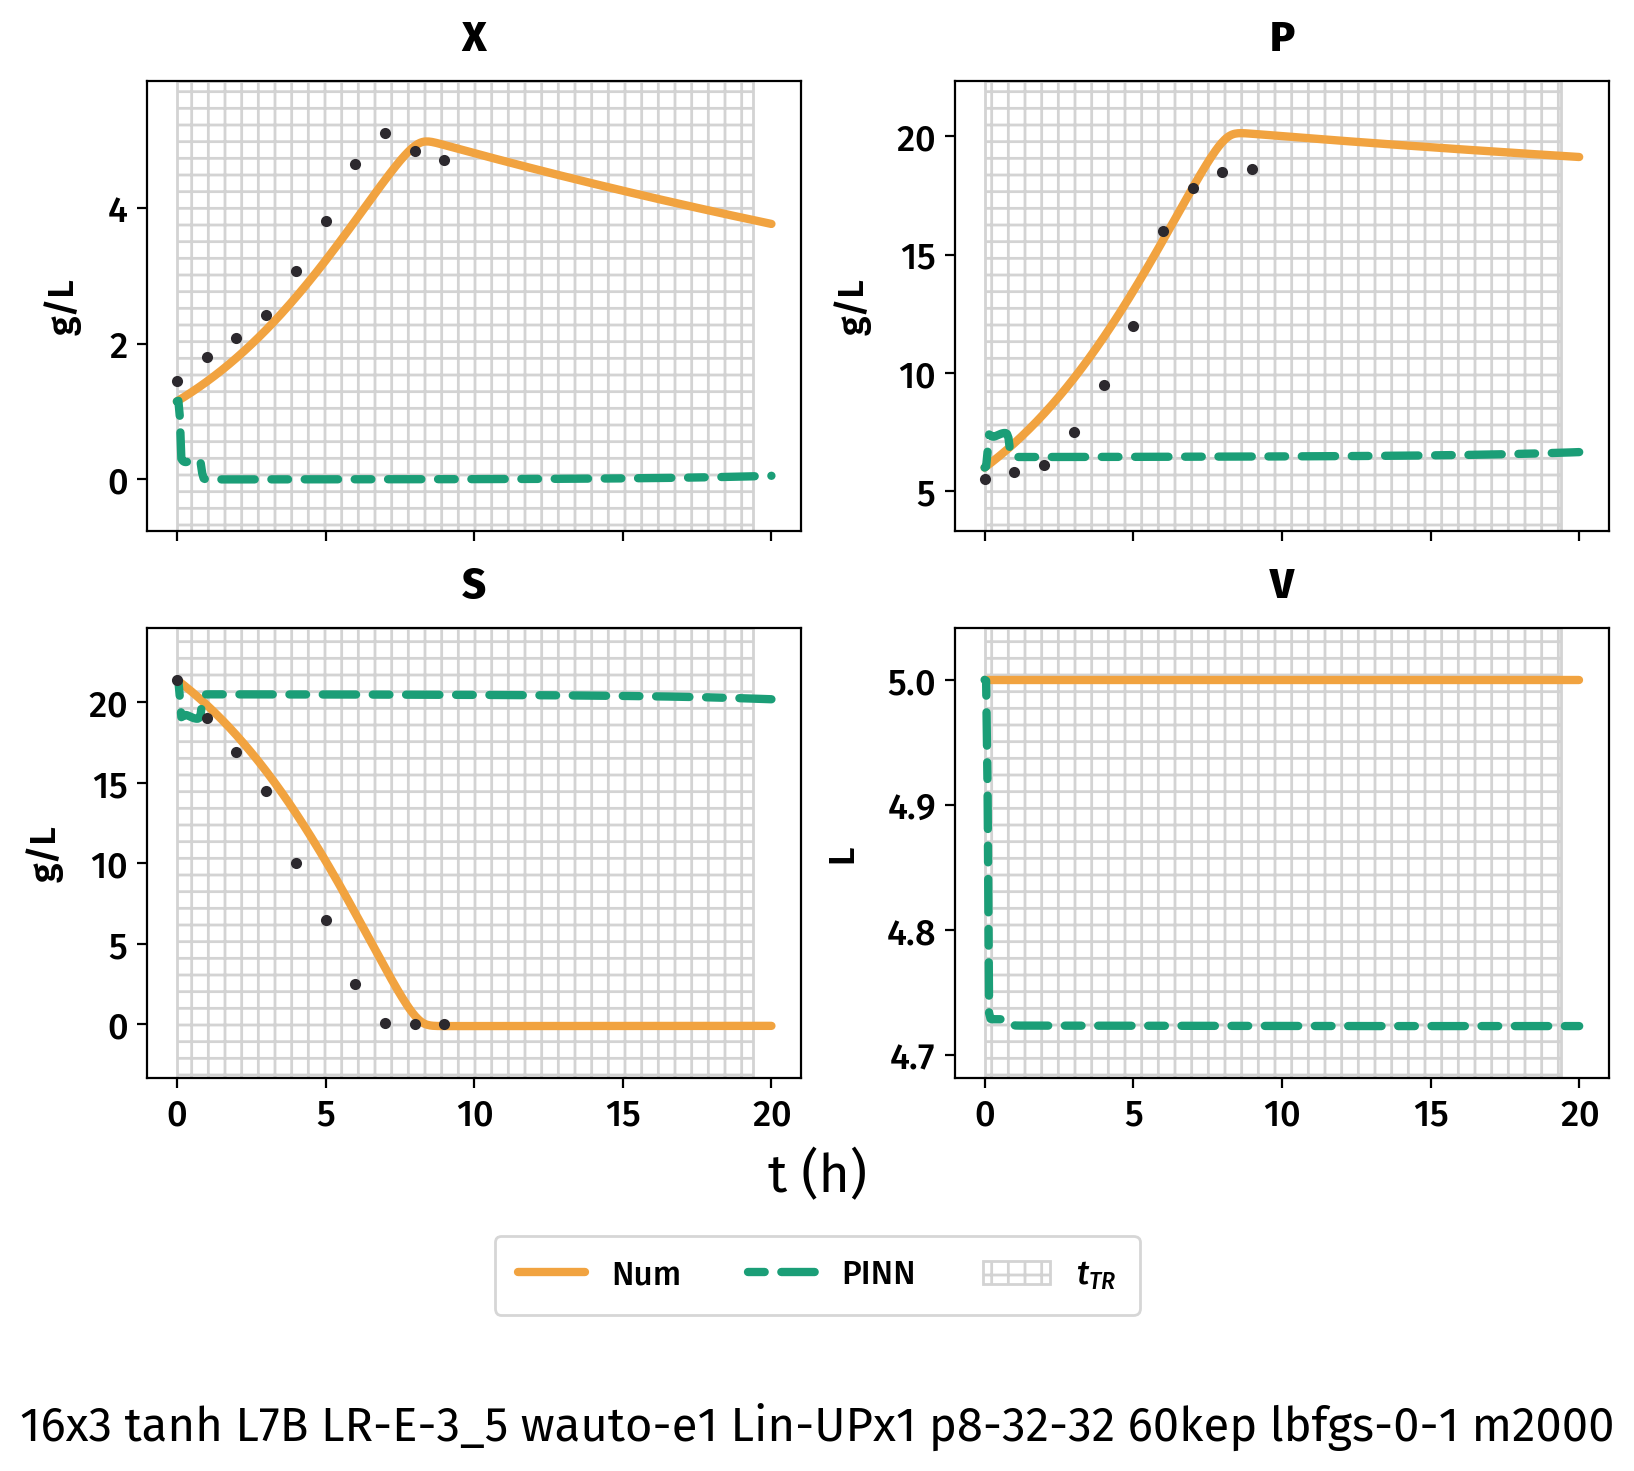 X
P
g/L
4
2
0
g/L
20
15
10
5
S
V
g/L
20
15
10
5
0
L
5.0
4.9
4.8
4.7
0 5 10 15 20
0 5 10 15 20
t (h)
Num PINN t_TR
16x3 tanh L7B LR-E-3_5 wauto-e1 Lin-UPx1 p8-32-32 60kep lbfgs-0-1 m2000